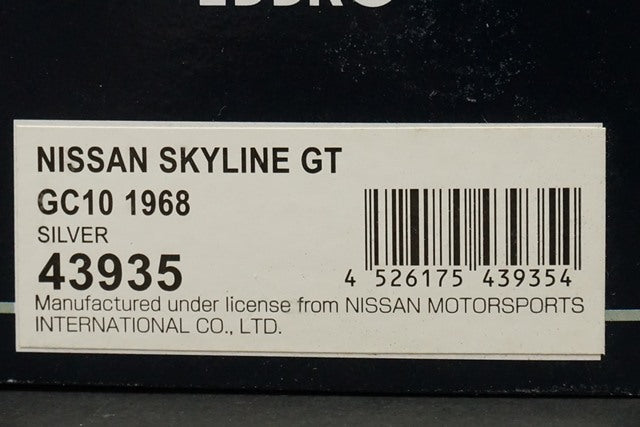 EBBRO
NISSAN SKYLINE GT
GC10 1968
SILVER
43935
4 526175 439354
Manufactured under license from NISSAN MOTORSPORTS
INTERNATIONAL CO., LTD.